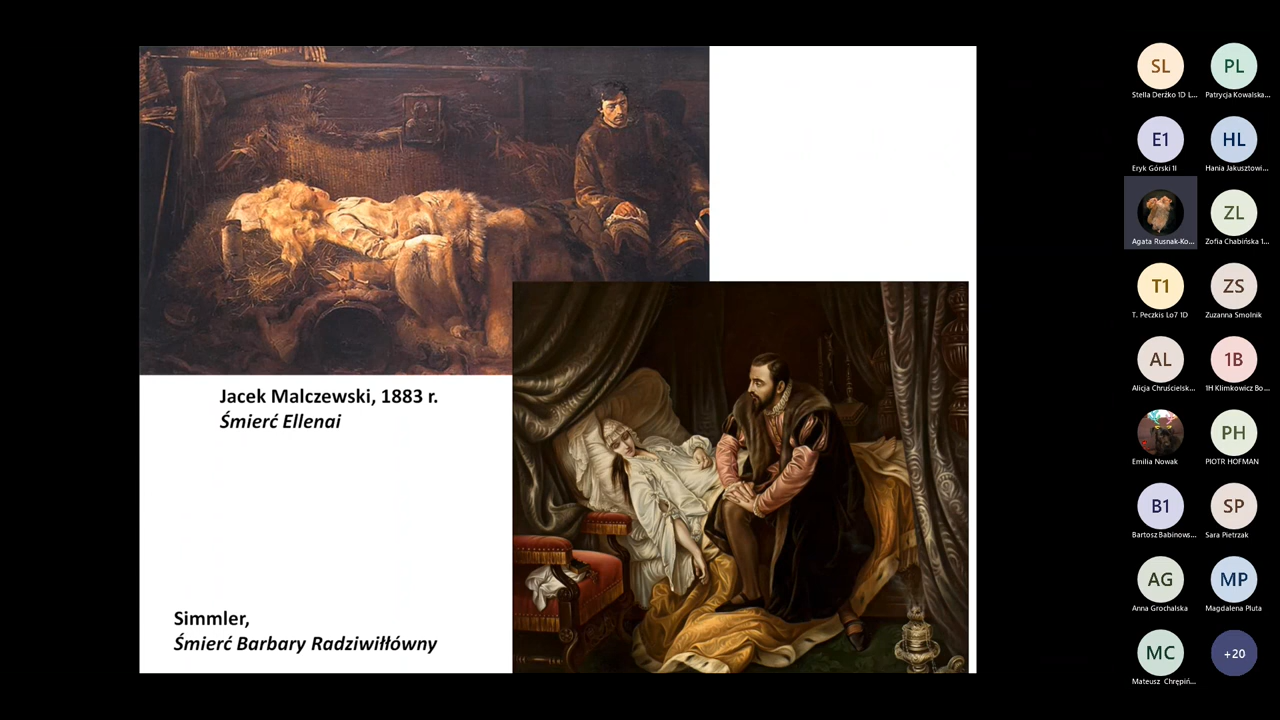 Jacek Malczewski, 1883 r.
Śmierć Ellenai
Simmler,
Śmierć Barbary Radziwiłłówny
SL
Stella Derżko 1D L...
PL
Patrycja Kowalska...
E1
Eryk Górski 1I
HL
Hania Jakusztowi...
Agata Rusnak-Ko...
ZL
Zofia Chabińska 1...
T1
T. Peczkis Lo7 1D
ZS
Zuzanna Smolnik
AL
Alicja Chruścielsk...
1B
1H Klimkowicz Bo...
Emilia Nowak
PH
PIOTR HOFMAN
B1
Bartosz Babinows...
SP
Sara Pietrzak
AG
Anna Grochalska
MP
Magdalena Pluta
MC
Mateusz Chrępiń...
+20